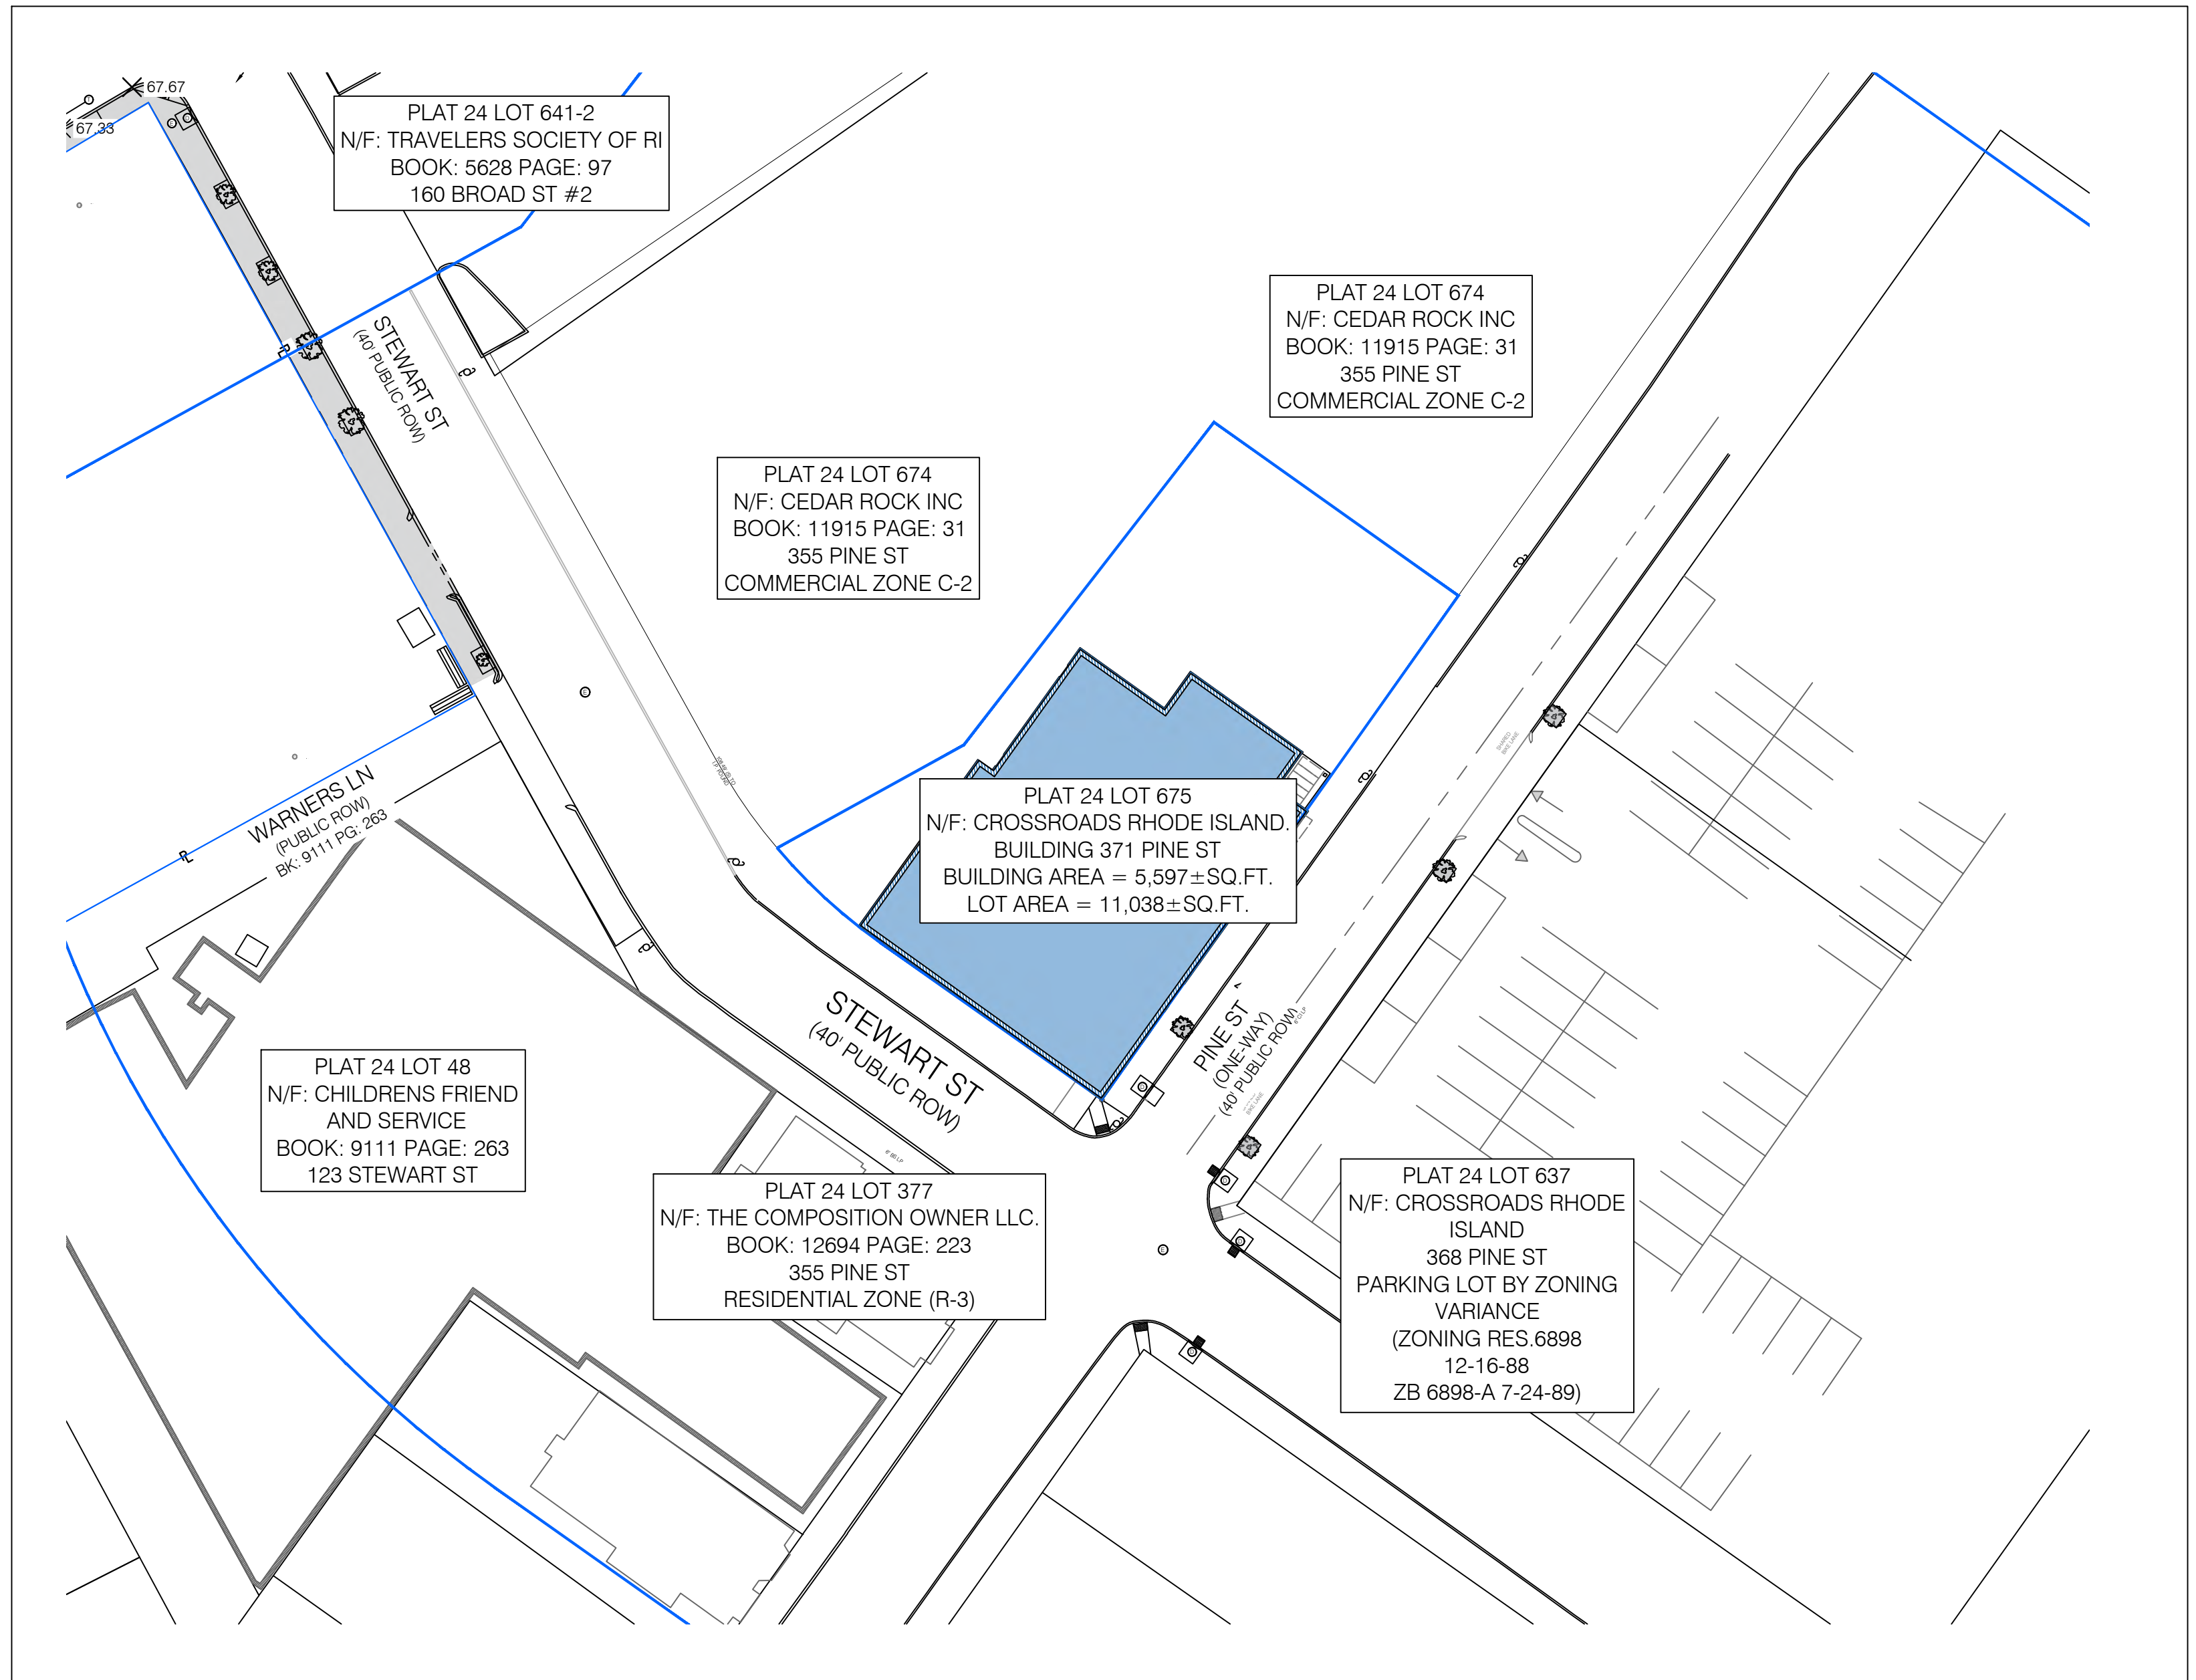 67.67
67.33
PLAT 24 LOT 641-2
N/F: TRAVELERS SOCIETY OF RI
BOOK: 5628 PAGE: 97
160 BROAD ST #2
PLAT 24 LOT 674
N/F: CEDAR ROCK INC
BOOK: 11915 PAGE: 31
355 PINE ST
COMMERCIAL ZONE C-2
STEWART ST
(40' PUBLIC ROW)
PLAT 24 LOT 674
N/F: CEDAR ROCK INC
BOOK: 11915 PAGE: 31
355 PINE ST
COMMERCIAL ZONE C-2
SHARED
BIKE LANE
WARNERS LN
(PUBLIC ROW)
BK: 9111 PG: 263
PLAT 24 LOT 675
N/F: CROSSROADS RHODE ISLAND.
BUILDING 371 PINE ST
BUILDING AREA = 5,597±SQ.FT.
LOT AREA = 11,038±SQ.FT.
STEWART ST
(40' PUBLIC ROW)
PINE ST
(ONE-WAY)
(40' PUBLIC ROW)
BIKE LANE
PLAT 24 LOT 48
N/F: CHILDRENS FRIEND
AND SERVICE
BOOK: 9111 PAGE: 263
123 STEWART ST
PLAT 24 LOT 377
N/F: THE COMPOSITION OWNER LLC.
BOOK: 12694 PAGE: 223
355 PINE ST
RESIDENTIAL ZONE (R-3)
PLAT 24 LOT 637
N/F: CROSSROADS RHODE
ISLAND
368 PINE ST
PARKING LOT BY ZONING
VARIANCE
(ZONING RES.6898
12-16-88
ZB 6898-A 7-24-89)